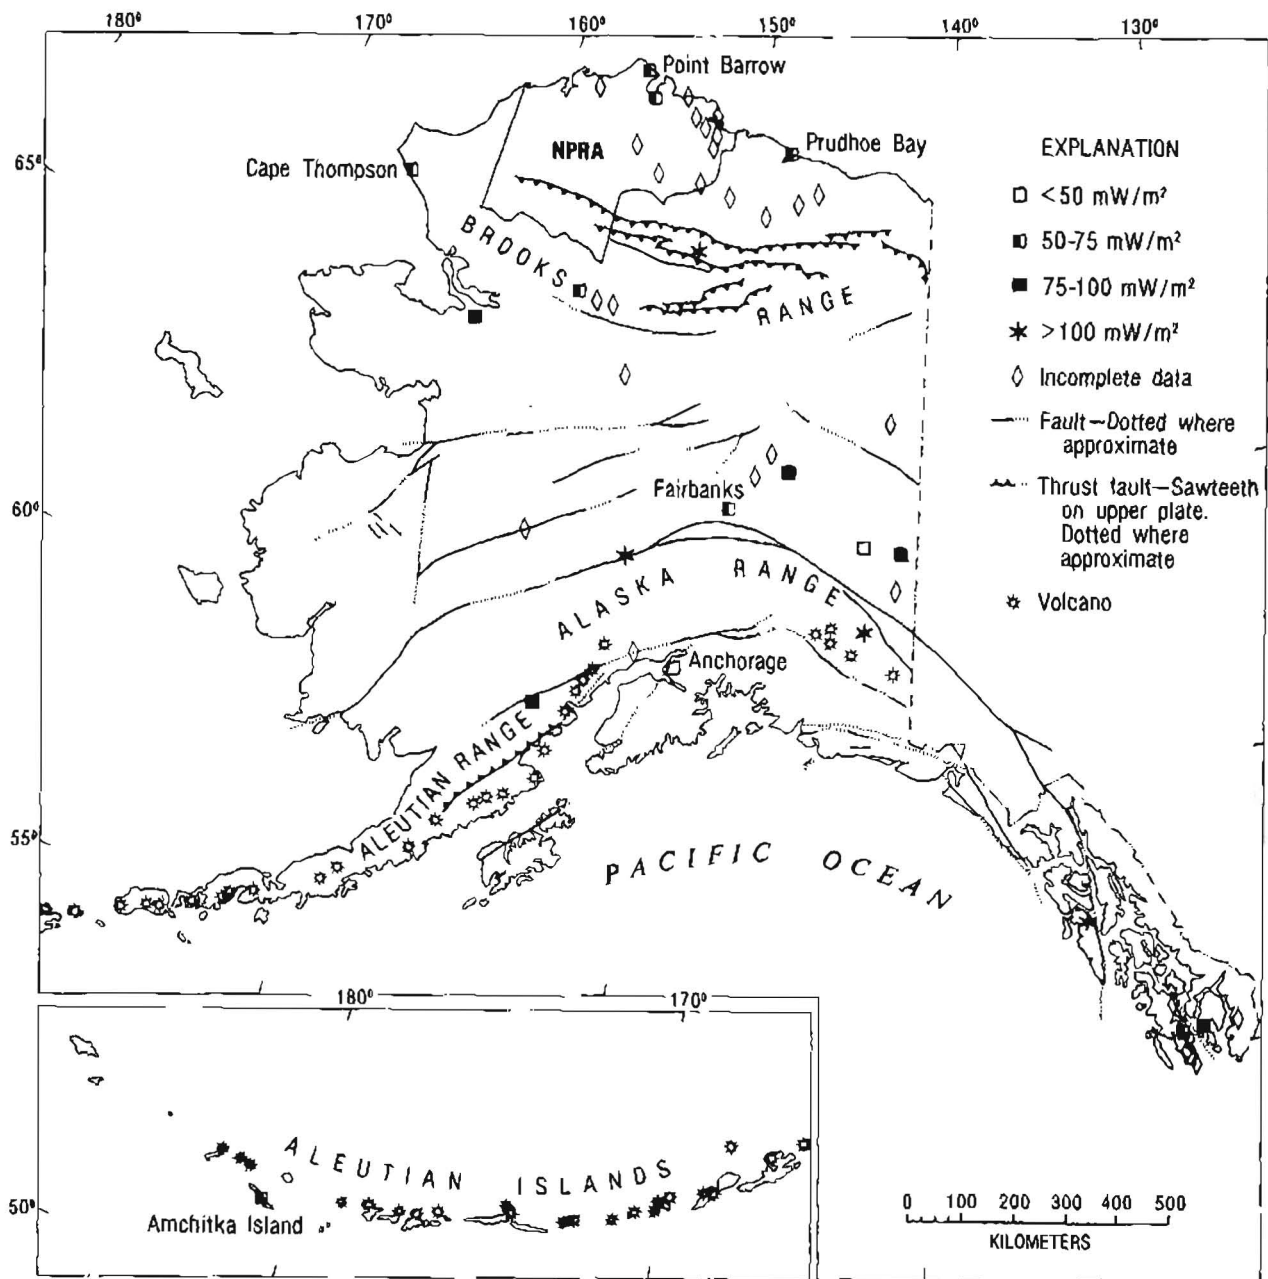 180° 170° 160° 150° 140° 130°
Point Barrow
Prudhoe Bay
NPRA
65°
Cape Thompson
BROOKS
RANGE
EXPLANATION
<50 mW/m²
50-75 mW/m²
75-100 mW/m²
>100 mW/m²
Incomplete data
Fault—Dotted where
approximate
Thrust fault—Sawteeth
on upper plate.
Dotted where
approximate
Volcano
Fairbanks
60°
ALASKA RANGE
Anchorage
ALEUTIAN RANGE
55°
PACIFIC OCEAN
180° 170°
ALEUTIAN ISLANDS
50°
Amchitka Island
0 100 200 300 400 500
KILOMETERS